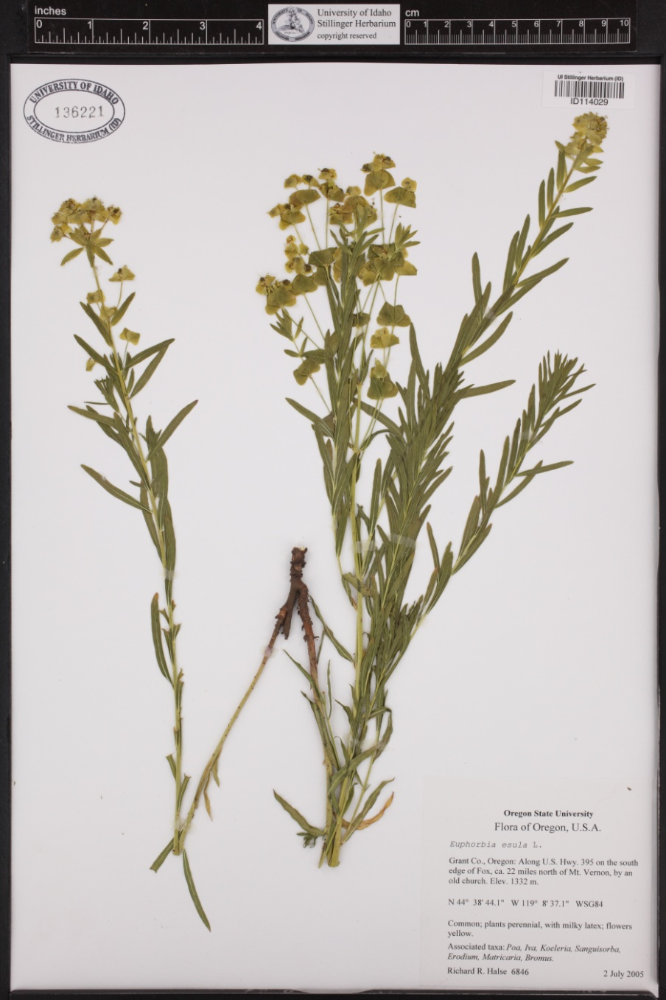 inches
0 1 2 3 4
University of Idaho
Stillinger Herbarium
copyright reserved
cm
0 1 2 3 4 5 6 7 8 9 10
UNIVERSITY OF IDAHO
136221
STILLINGER HERBARIUM (ID)
UI Stillinger Herbarium (ID)
ID114029
Oregon State University
Flora of Oregon, U.S.A.
Euphorbia esula L.
Grant Co., Oregon: Along U.S. Hwy. 395 on the south
edge of Fox, ca. 22 miles north of Mt. Vernon, by an
old church. Elev. 1332 m.
N 44° 38' 44.1" W 119° 8' 37.1" WSG84
Common; plants perennial, with milky latex; flowers
yellow.
Associated taxa: Poa, Iva, Koeleria, Sanguisorba,
Erodium, Matricaria, Bromus.
Richard R. Halse 6846 2 July 2005